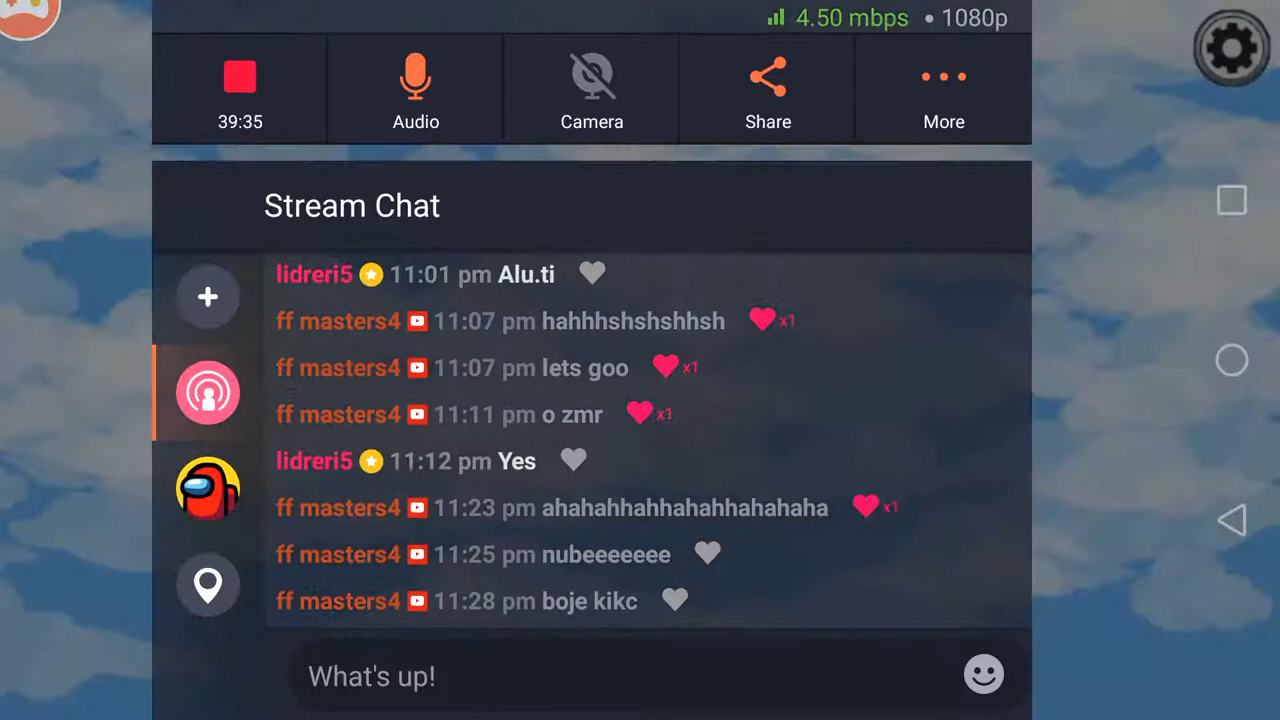 4.50 mbps • 1080p
39:35 Audio Camera Share More
Stream Chat
lidreri5 11:01 pm Alu.ti
ff masters4 11:07 pm hahhhshshshhsh x1
ff masters4 11:07 pm lets goo x1
ff masters4 11:11 pm o zmr x1
lidreri5 11:12 pm Yes
ff masters4 11:23 pm ahahahhahhahahhahahaha x1
ff masters4 11:25 pm nubeeeeeee
ff masters4 11:28 pm boje kikc
What's up!